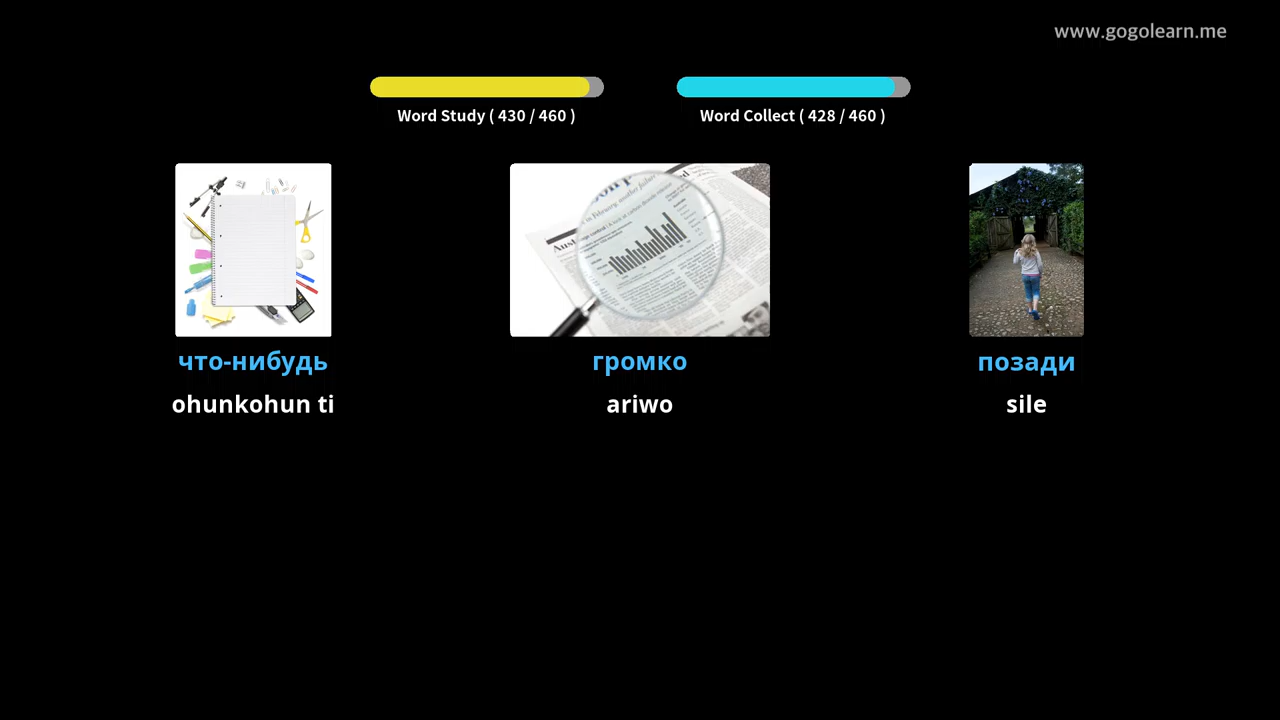 www.gogolearn.me
Word Study ( 430 / 460 )
Word Collect ( 428 / 460 )
что-нибудь
громко
позади
ohunkohun ti
ariwo
sile